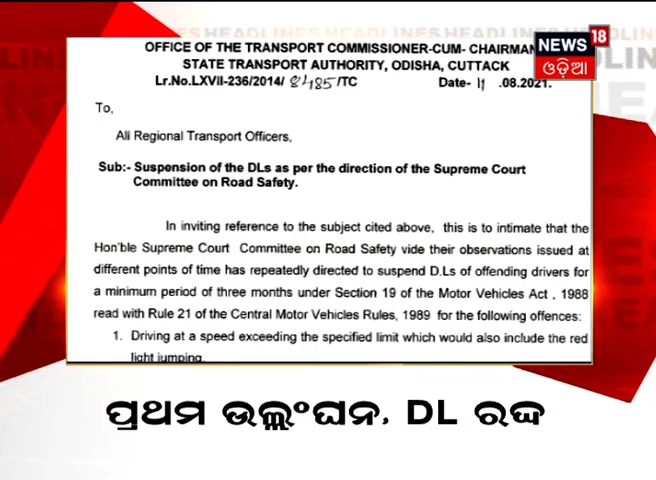 OFFICE OF THE TRANSPORT COMMISSIONER-CUM- CHAIRMAN
STATE TRANSPORT AUTHORITY, ODISHA, CUTTACK
Lr.No.LXVII-236/2014/ 8485/TC Date- 11 .08.2021.
NEWS 18
ଓଡ଼ିଆ
To,
All Regional Transport Officers,
Sub:- Suspension of the DLs as per the direction of the Supreme Court
Committee on Road Safety.
In inviting reference to the subject cited above, this is to intimate that the
Hon'ble Supreme Court Committee on Road Safety vide their observations issued at
different points of time has repeatedly directed to suspend D.Ls of offending drivers for
a minimum period of three months under Section 19 of the Motor Vehicles Act , 1988
read with Rule 21 of the Central Motor Vehicles Rules, 1989 for the following offences:
1. Driving at a speed exceeding the specified limit which would also include the red
light jumping.
ପ୍ରଥମ ଉଲ୍ଲଂଘନ, DL ରଦ୍ଦ